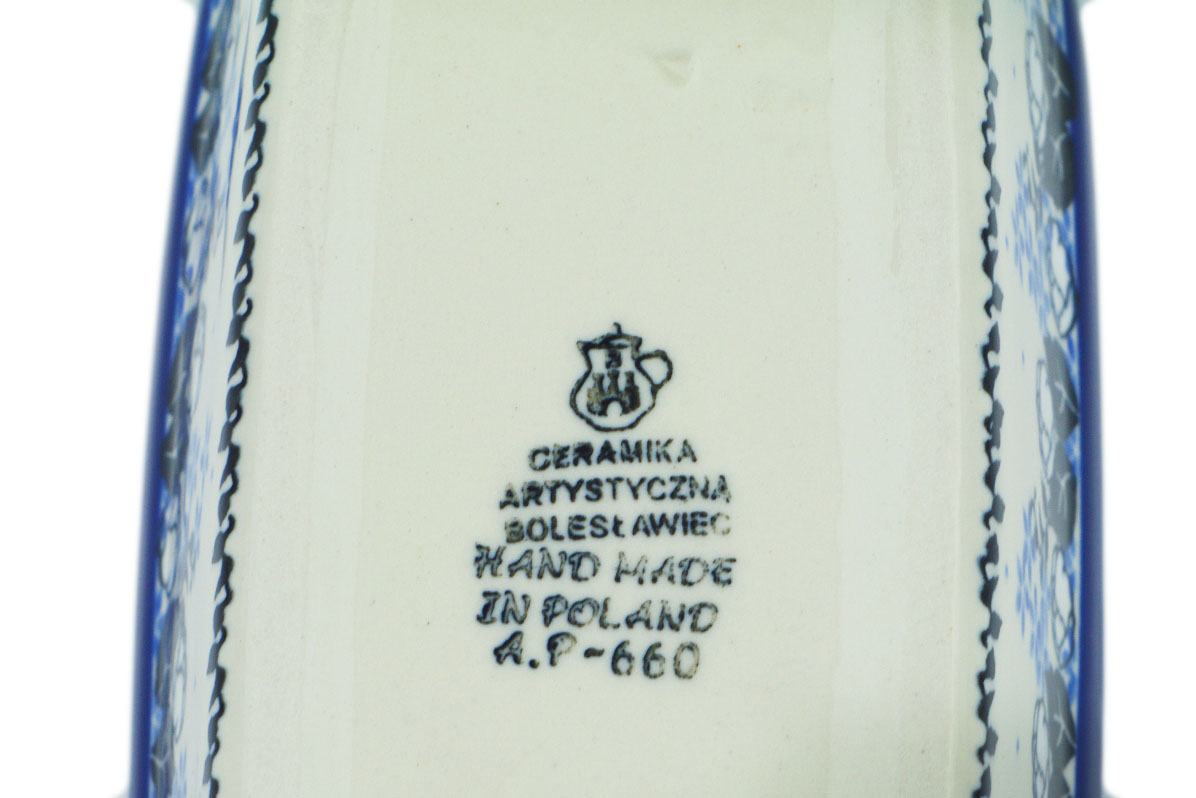 CERAMIKA
ARTYSTYCZNA
BOLESŁAWIEC
HAND MADE
IN POLAND
A.P-660